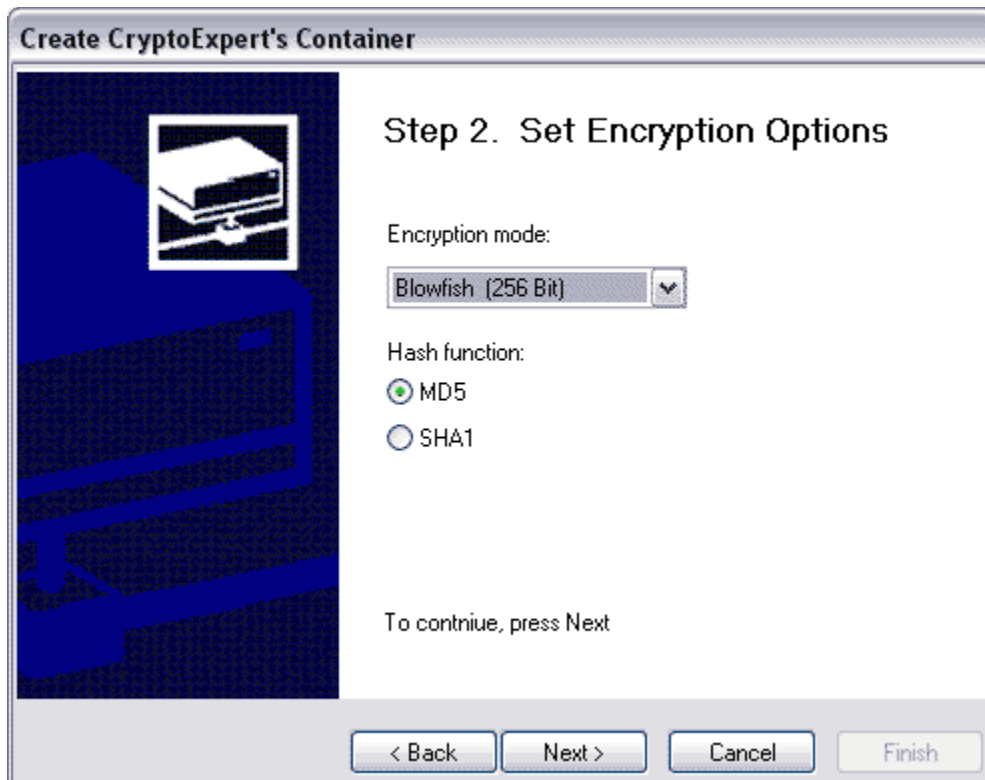 Create CryptoExpert's Container
Step 2. Set Encryption Options
Encryption mode:
Blowfish (256 Bit)
Hash function:
MD5
SHA1
To contniue, press Next
< Back Next > Cancel Finish